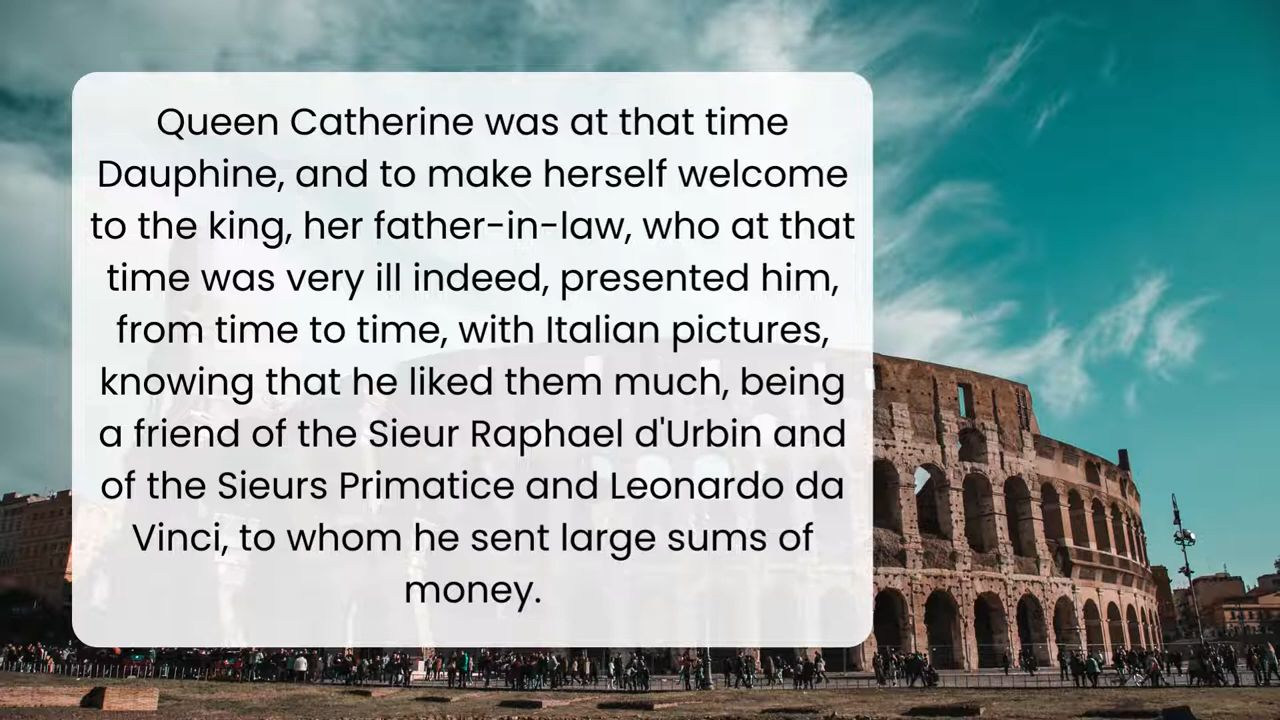 Queen Catherine was at that time
Dauphine, and to make herself welcome
to the king, her father-in-law, who at that
time was very ill indeed, presented him,
from time to time, with Italian pictures,
knowing that he liked them much, being
a friend of the Sieur Raphael d'Urbin and
of the Sieurs Primatice and Leonardo da
Vinci, to whom he sent large sums of
money.